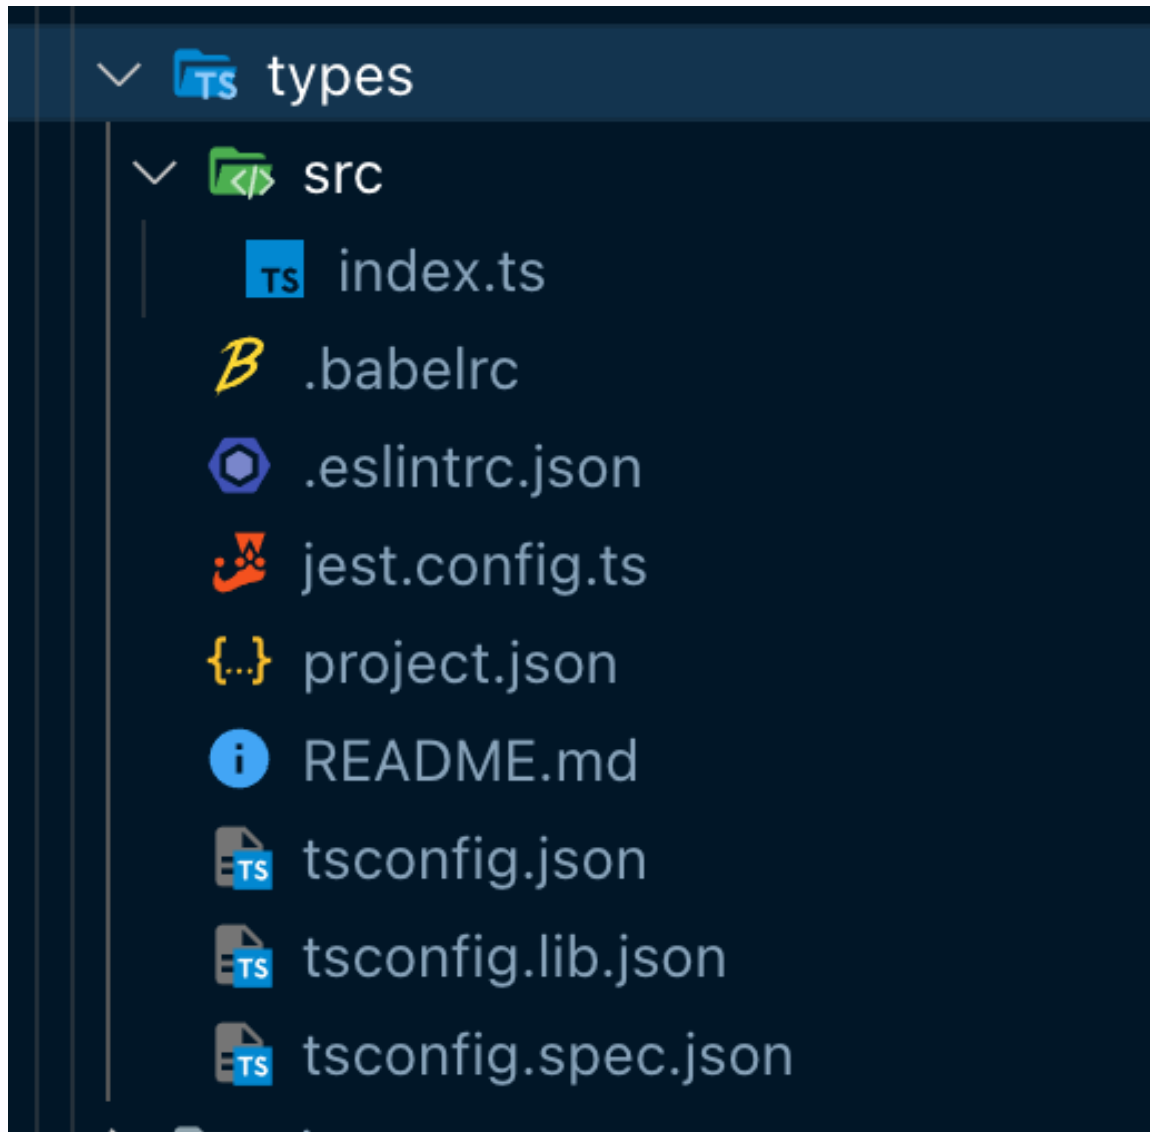 types
src
index.ts
.babelrc
.eslintrc.json
jest.config.ts
project.json
README.md
tsconfig.json
tsconfig.lib.json
tsconfig.spec.json